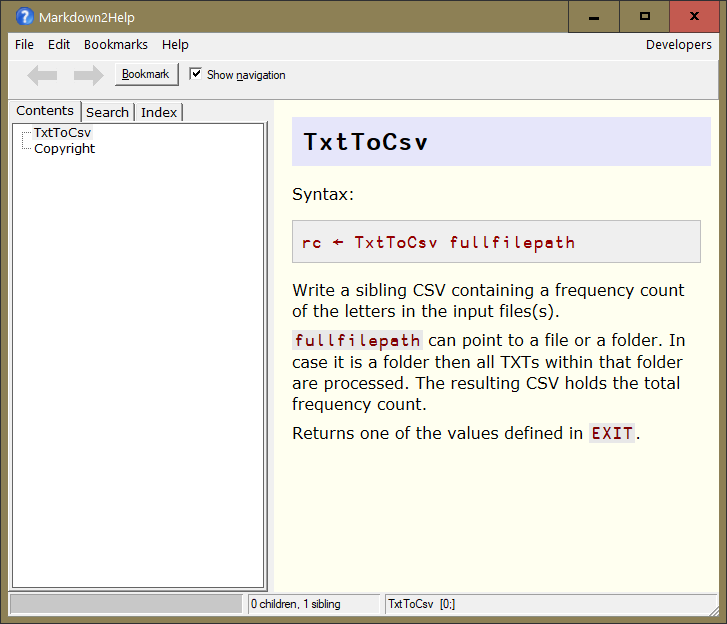 Markdown2Help
File Edit Bookmarks Help Developers
Bookmark Show navigation
Contents Search Index
TxtToCsv
Copyright
TxtToCsv
Syntax:
rc ← TxtToCsv fullfilepath
Write a sibling CSV containing a frequency count
of the letters in the input files(s).
fullfilepath can point to a file or a folder. In
case it is a folder then all TXTs within that folder
are processed. The resulting CSV holds the total
frequency count.
Returns one of the values defined in EXIT.
0 children, 1 sibling TxtToCsv [0;]